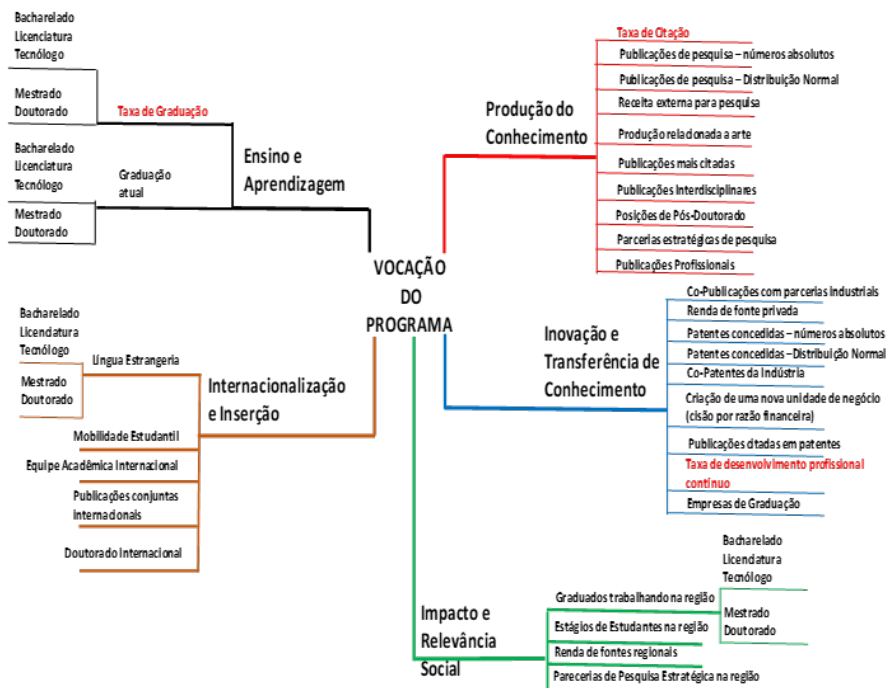 Bacharelado
Licenciatura
Tecnólogo
Mestrado
Doutorado
Taxa de Graduação
Bacharelado
Licenciatura
Tecnólogo
Mestrado
Doutorado
Graduação
atual
Ensino e
Aprendizagem
Taxa de Citação
Publicações de pesquisa – números absolutos
Publicações de pesquisa – Distribuição Normal
Receita externa para pesquisa
Produção relacionada a arte
Publicações mais citadas
Publicações Interdisciplinares
Posições de Pós-Doutorado
Parcerias estratégicas de pesquisa
Publicações Profissionais
Produção do
Conhecimento
VOCAÇÃO
DO
PROGRAMA
Bacharelado
Licenciatura
Tecnólogo
Mestrado
Doutorado
Língua Estrangeria
Mobilidade Estudantil
Equipe Acadêmica Internacional
Publicações conjuntas
internacionais
Doutorado Internacional
Internacionalização
e Inserção
Inovação e
Transferência de
Conhecimento
Co-Publicações com parcerias industriais
Renda de fonte privada
Patentes concedidas – números absolutos
Patentes concedidas –Distribuição Normal
Co-Patentes da Indústria
Criação de uma nova unidade de negócio
(cisão por razão financeira)
Publicações citadas em patentes
Taxa de desenvolvimento profissional
contínuo
Empresas de Graduação
Impacto e
Relevância
Social
Graduados trabalhando na região
Estágios de Estudantes na região
Renda de fontes regionais
Parecerias de Pesquisa Estratégica na região
Bacharelado
Licenciatura
Tecnólogo
Mestrado
Doutorado